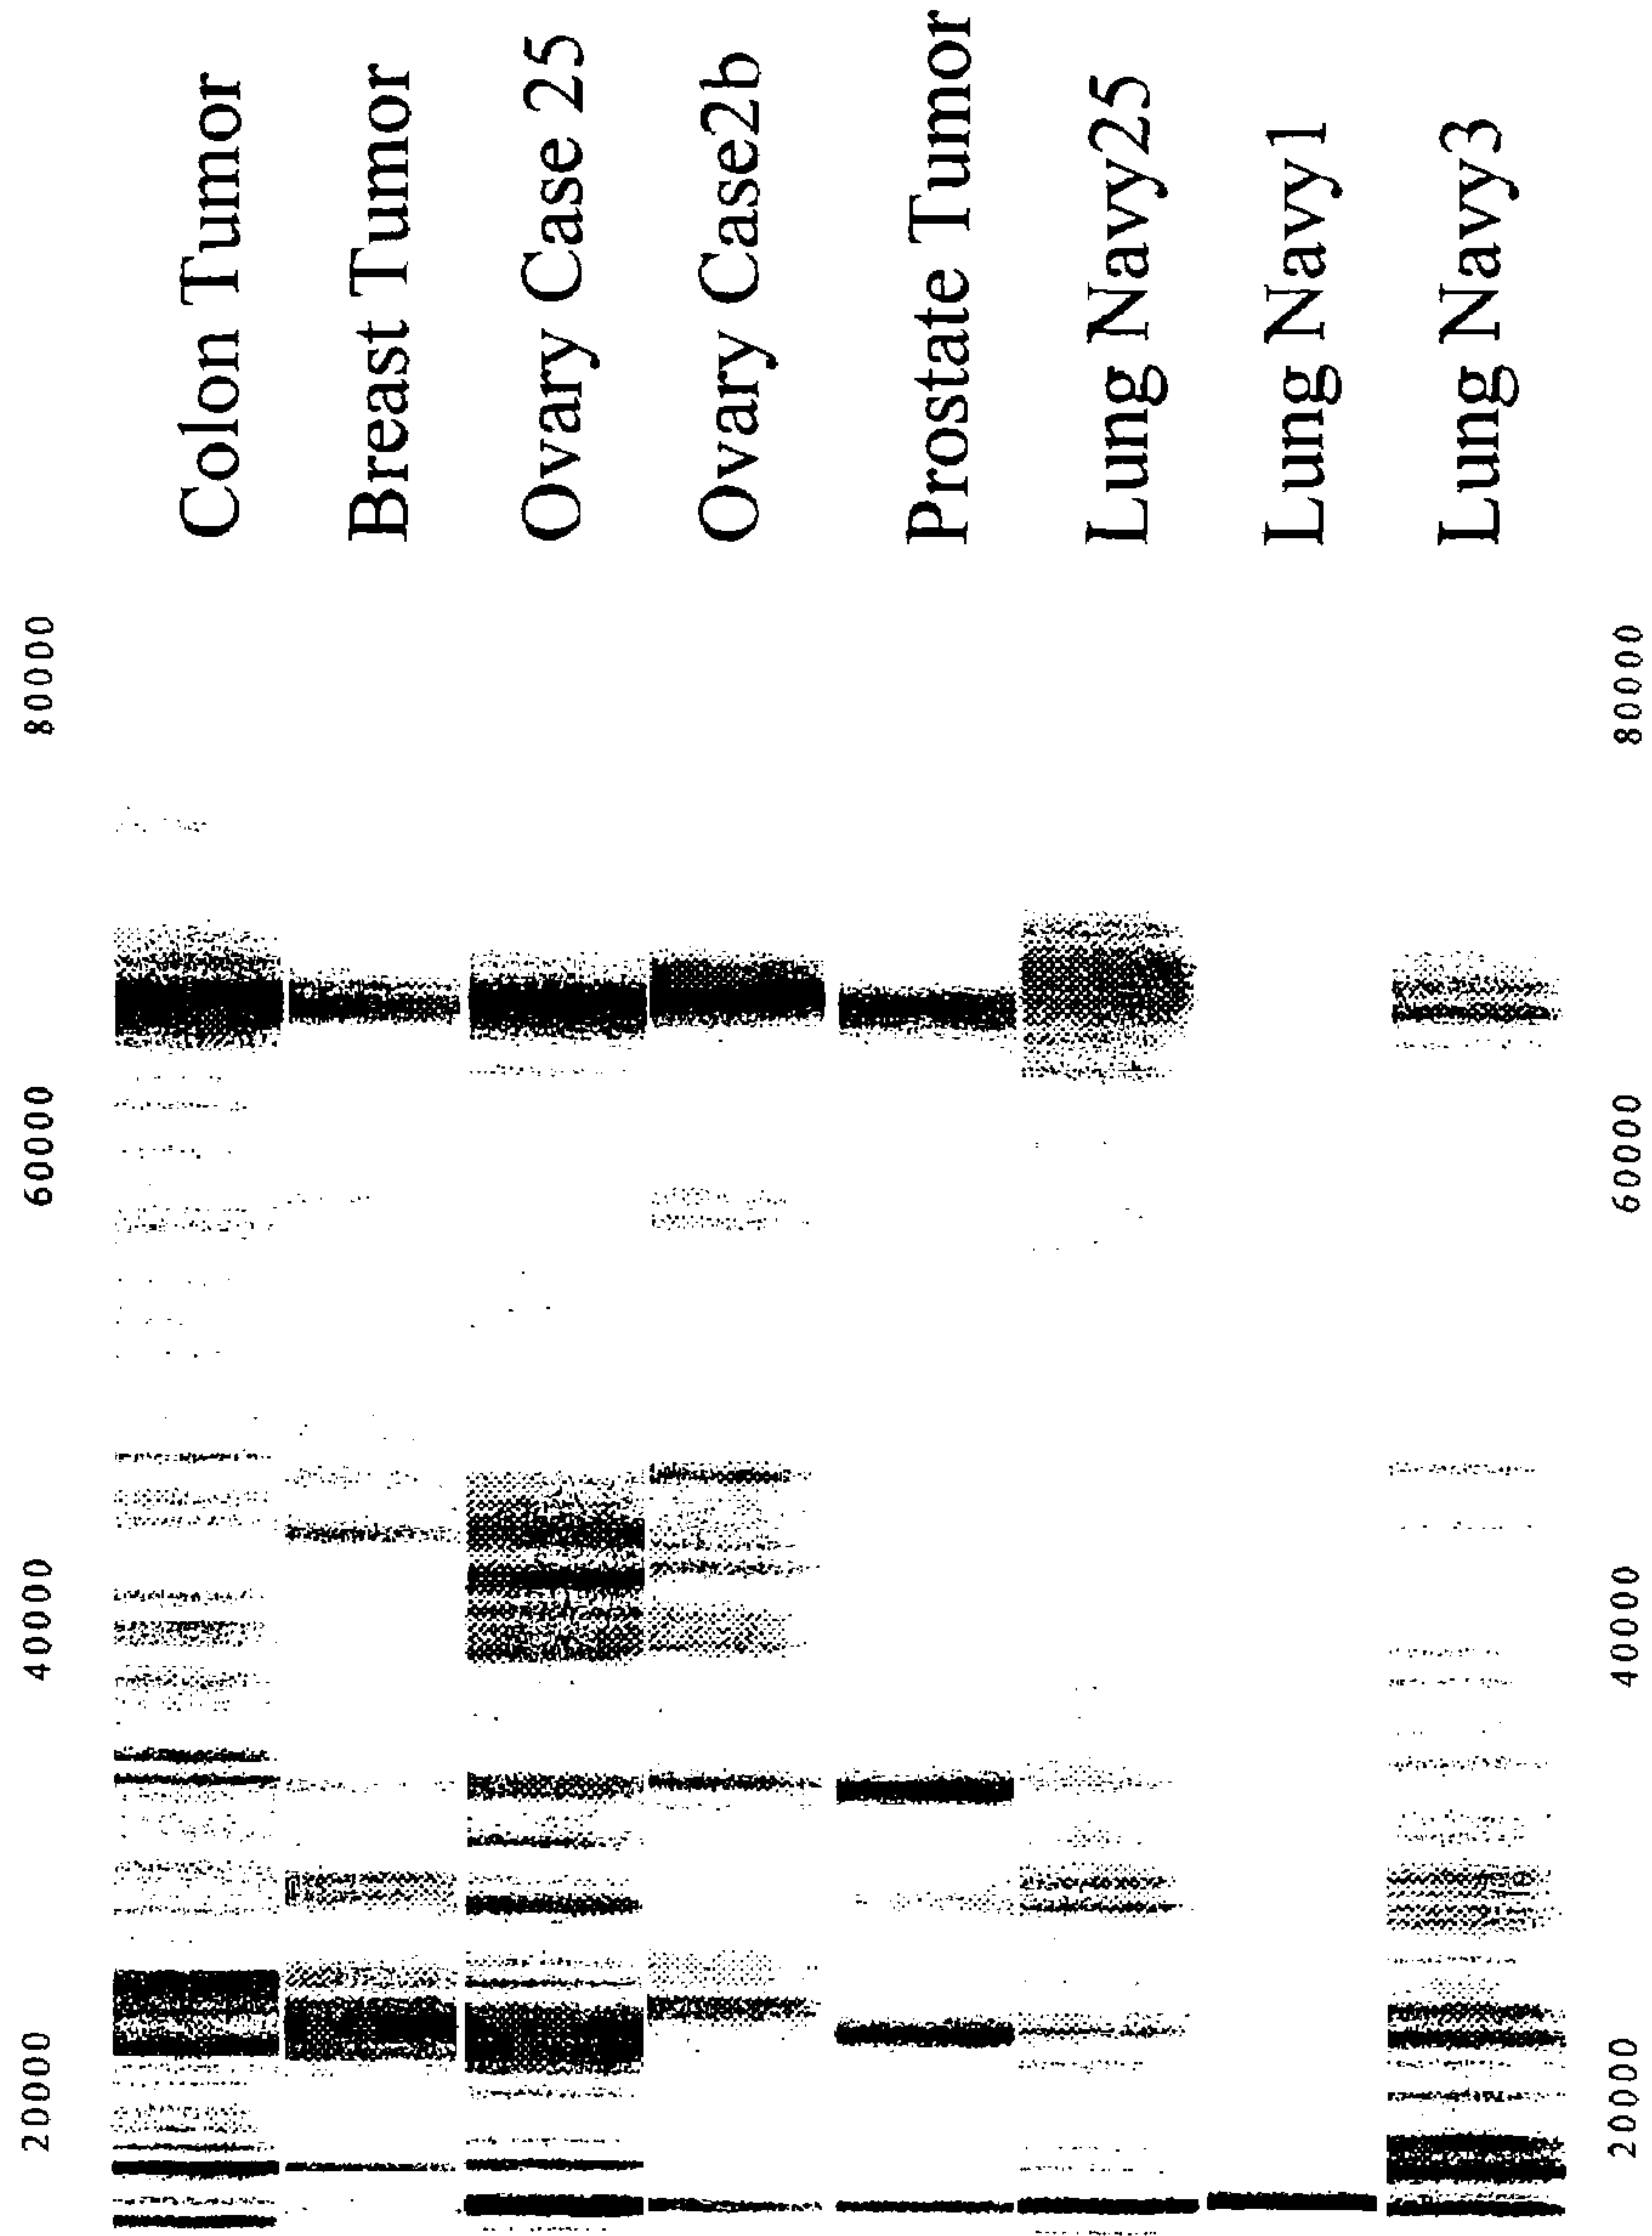 Colon Tumor
Breast Tumor
Ovary Case 25
Ovary Case2b
Prostate Tumor
Lung Navy25
Lung Navy1
Lung Navy3
80000
80000
60000
60000
40000
40000
20000
20000